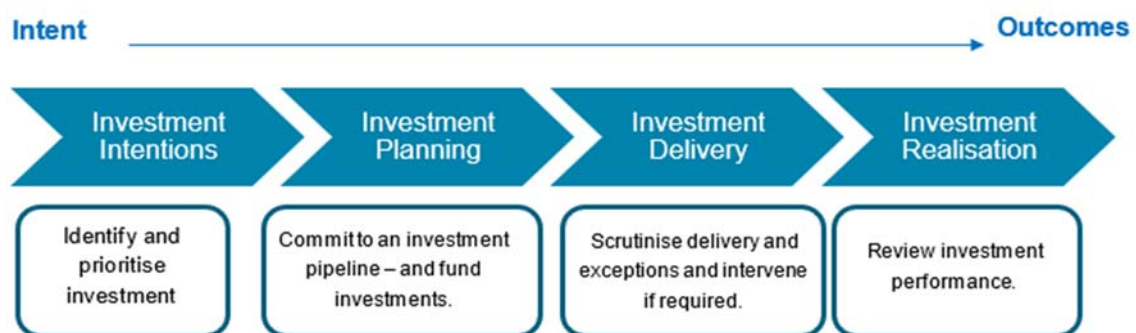 Intent
Outcomes
Investment
Intentions
Investment
Planning
Investment
Delivery
Investment
Realisation
Identify and
prioritise
investment
Commit to an investment
pipeline – and fund
investments.
Scrutinise delivery and
exceptions and intervene
if required.
Review investment
performance.